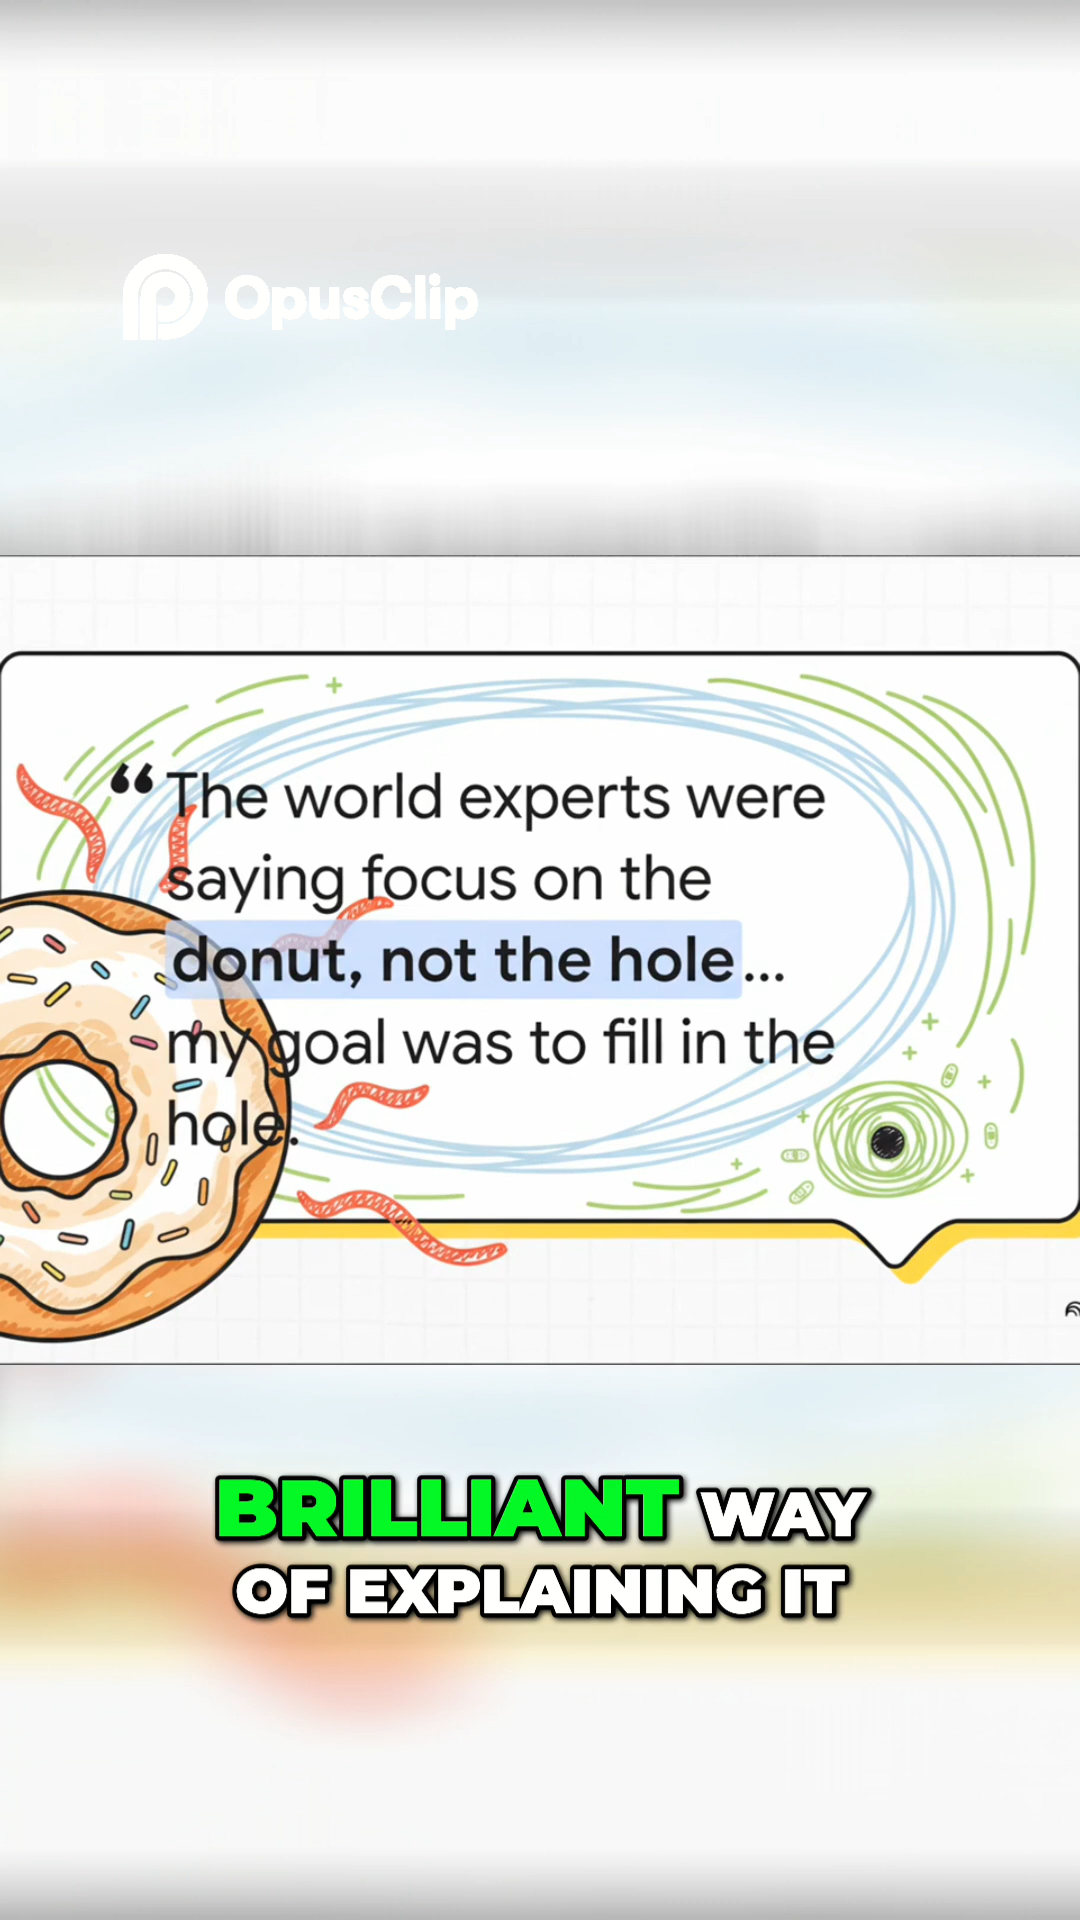 OpusClip
“The world experts were
saying focus on the
donut, not the hole...
my goal was to fill in the
hole.
BRILLIANT WAY
OF EXPLAINING IT